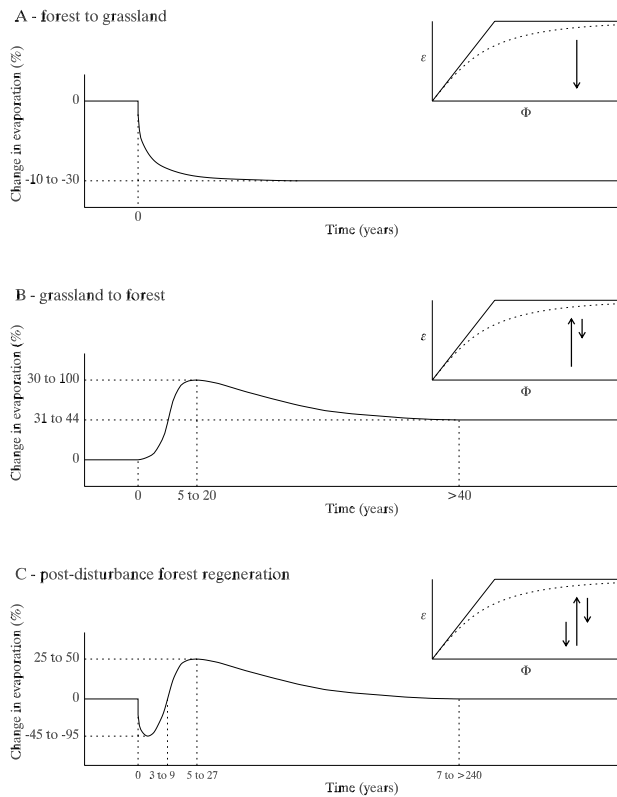 A - forest to grassland
Change in evaporation (%)
0
-10 to -30
0
Time (years)
ε
Φ
B - grassland to forest
Change in evaporation (%)
30 to 100
31 to 44
0
0 5 to 20 >40
Time (years)
ε
Φ
C - post-disturbance forest regeneration
Change in evaporation (%)
25 to 50
0
-45 to -95
0 3 to 9 5 to 27 7 to >240
Time (years)
ε
Φ